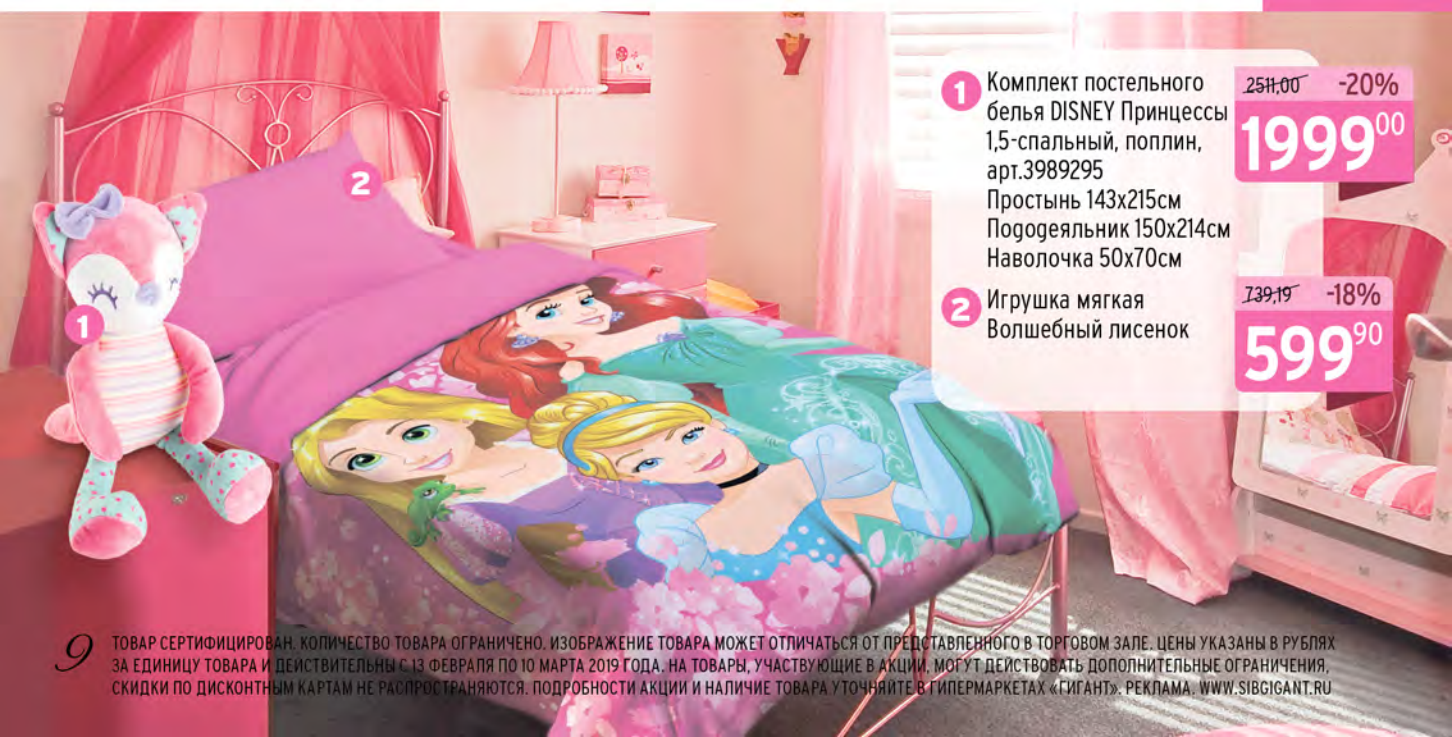 1
Комплект постельного
белья DISNEY Принцессы
1,5-спальный, поплин,
арт.3989295
Простынь 143х215см
Пододеяльник 150х214см
Наволочка 50х70см
2511,00 -20%
1999 00
2
Игрушка мягкая
Волшебный лисенок
739,19 -18%
599 90
2
1
9
ТОВАР СЕРТИФИЦИРОВАН. КОЛИЧЕСТВО ТОВАРА ОГРАНИЧЕНО. ИЗОБРАЖЕНИЕ ТОВАРА МОЖЕТ ОТЛИЧАТЬСЯ ОТ ПРЕДСТАВЛЕННОГО В ТОРГОВОМ ЗАЛЕ. ЦЕНЫ УКАЗАНЫ В РУБЛЯХ
ЗА ЕДИНИЦУ ТОВАРА И ДЕЙСТВИТЕЛЬНЫ С 13 ФЕВРАЛЯ ПО 10 МАРТА 2019 ГОДА. НА ТОВАРЫ, УЧАСТВУЮЩИЕ В АКЦИИ, МОГУТ ДЕЙСТВОВАТЬ ДОПОЛНИТЕЛЬНЫЕ ОГРАНИЧЕНИЯ,
СКИДКИ ПО ДИСКОНТНЫМ КАРТАМ НЕ РАСПРОСТРАНЯЮТСЯ. ПОДРОБНОСТИ АКЦИИ И НАЛИЧИЕ ТОВАРА УТОЧНЯЙТЕ В ГИПЕРМАРКЕТАХ «ГИГАНТ». РЕКЛАМА. WWW.SIBGIGANT.RU